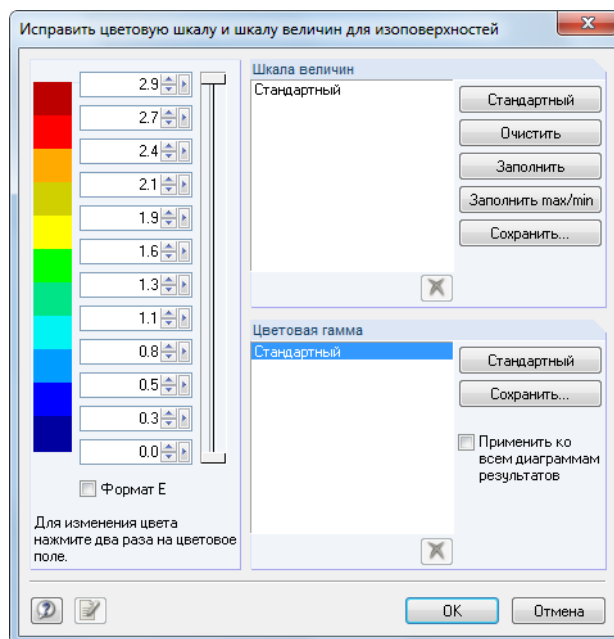 Исправить цветовую шкалу и шкалу величин для изоповерхностей
2.9
2.7
2.4
2.1
1.9
1.6
1.3
1.1
0.8
0.5
0.3
0.0
Формат E
Для изменения цвета
нажмите два раза на цветовое
поле.
Шкала величин
Стандартный
Стандартный
Очистить
Заполнить
Заполнить max/min
Сохранить...
Цветовая гамма
Стандартный
Стандартный
Сохранить...
Применить ко
всем диаграммам
результатов
OK
Отмена